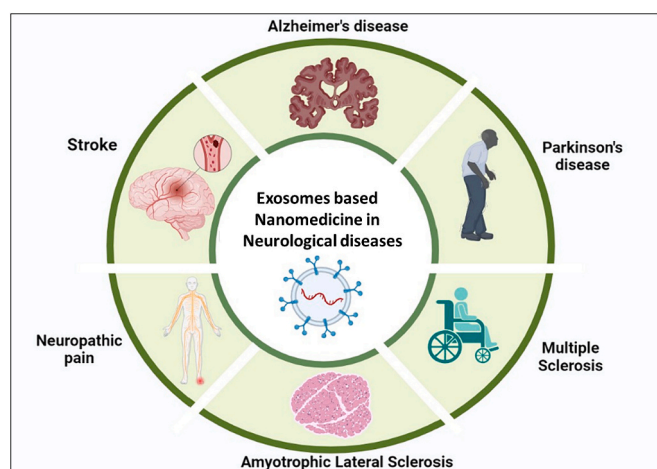 Alzheimer's disease
Stroke
Parkinson's
disease
Exosomes based
Nanomedicine in
Neurological diseases
Neuropathic
pain
Multiple
Sclerosis
Amyotrophic Lateral Sclerosis